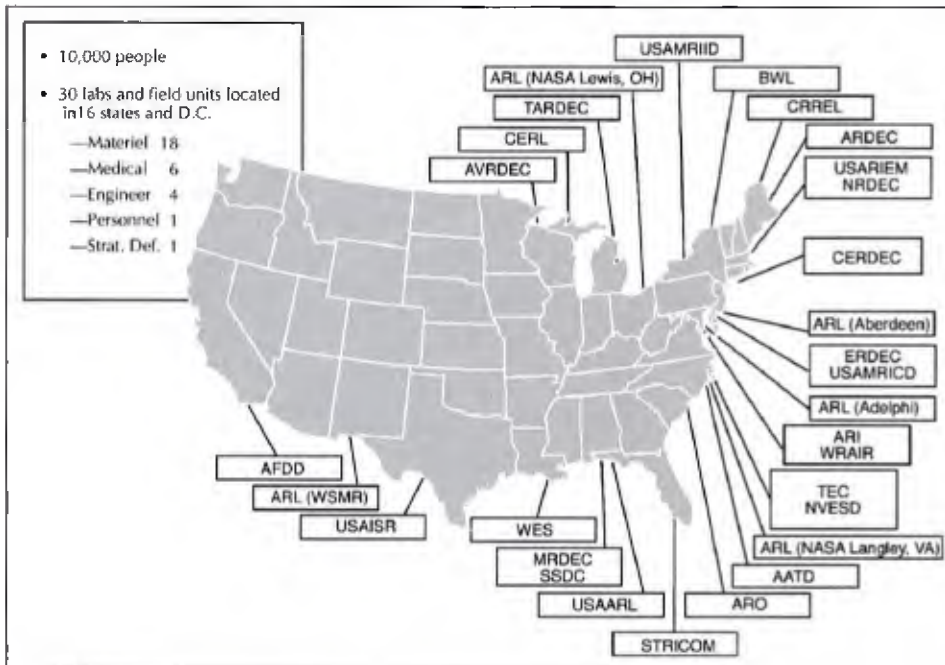 • 10,000 people
• 30 labs and field units located
in16 states and D.C.
—Materiel 18
—Medical 6
—Engineer 4
—Personnel 1
—Strat. Def. 1
USAMRIID
ARL (NASA Lewis, OH)
TARDEC
CERL
AVRDEC
BWL
CRREL
ARDEC
USARIEM
NRDEC
CERDEC
ARL (Aberdeen)
ERDEC
USAMRICD
ARL (Adelphi)
ARI
WRAIR
TEC
NVESD
ARL (NASA Langley, VA)
AATD
ARO
STRICOM
USAARL
MRDEC
SSDC
WES
USAISR
ARL (WSMR)
AFDD